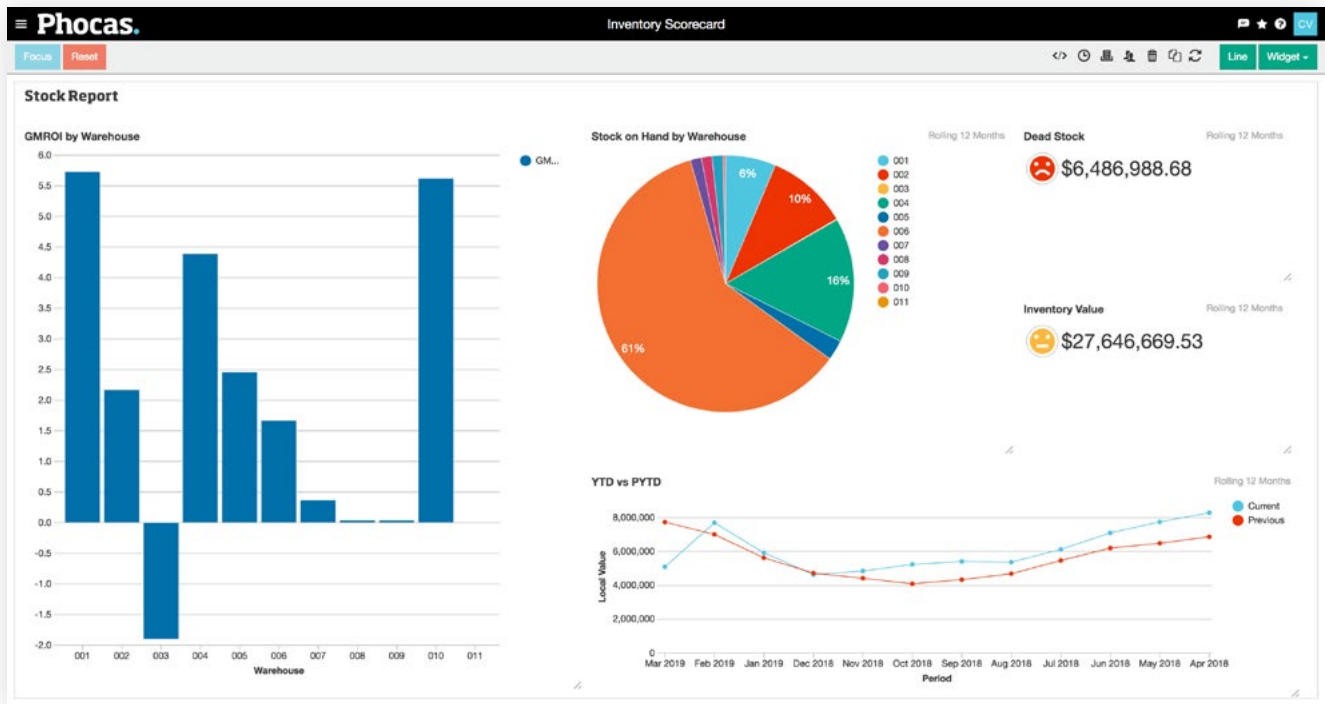 Phocas.
Inventory Scorecard
CV
Focus
Reset
Line
Widget
Stock Report
GMROI by Warehouse
6.0
5.5
5.0
4.5
4.0
3.5
3.0
2.5
2.0
1.5
1.0
0.5
0.0
-0.5
-1.0
-1.5
-2.0
001 002 003 004 005 006 007 008 009 010 011
Warehouse
GM...
Stock on Hand by Warehouse
Rolling 12 Months
6%
10%
16%
61%
001
002
003
004
005
006
007
008
009
010
011
Dead Stock
Rolling 12 Months
$6,486,988.68
Inventory Value
Rolling 12 Months
$27,646,669.53
YTD vs PYTD
Rolling 12 Months
Current
Previous
Local Value
8,000,000
6,000,000
4,000,000
2,000,000
0
Mar 2019 Feb 2019 Jan 2019 Dec 2018 Nov 2018 Oct 2018 Sep 2018 Aug 2018 Jul 2018 Jun 2018 May 2018 Apr 2018
Period